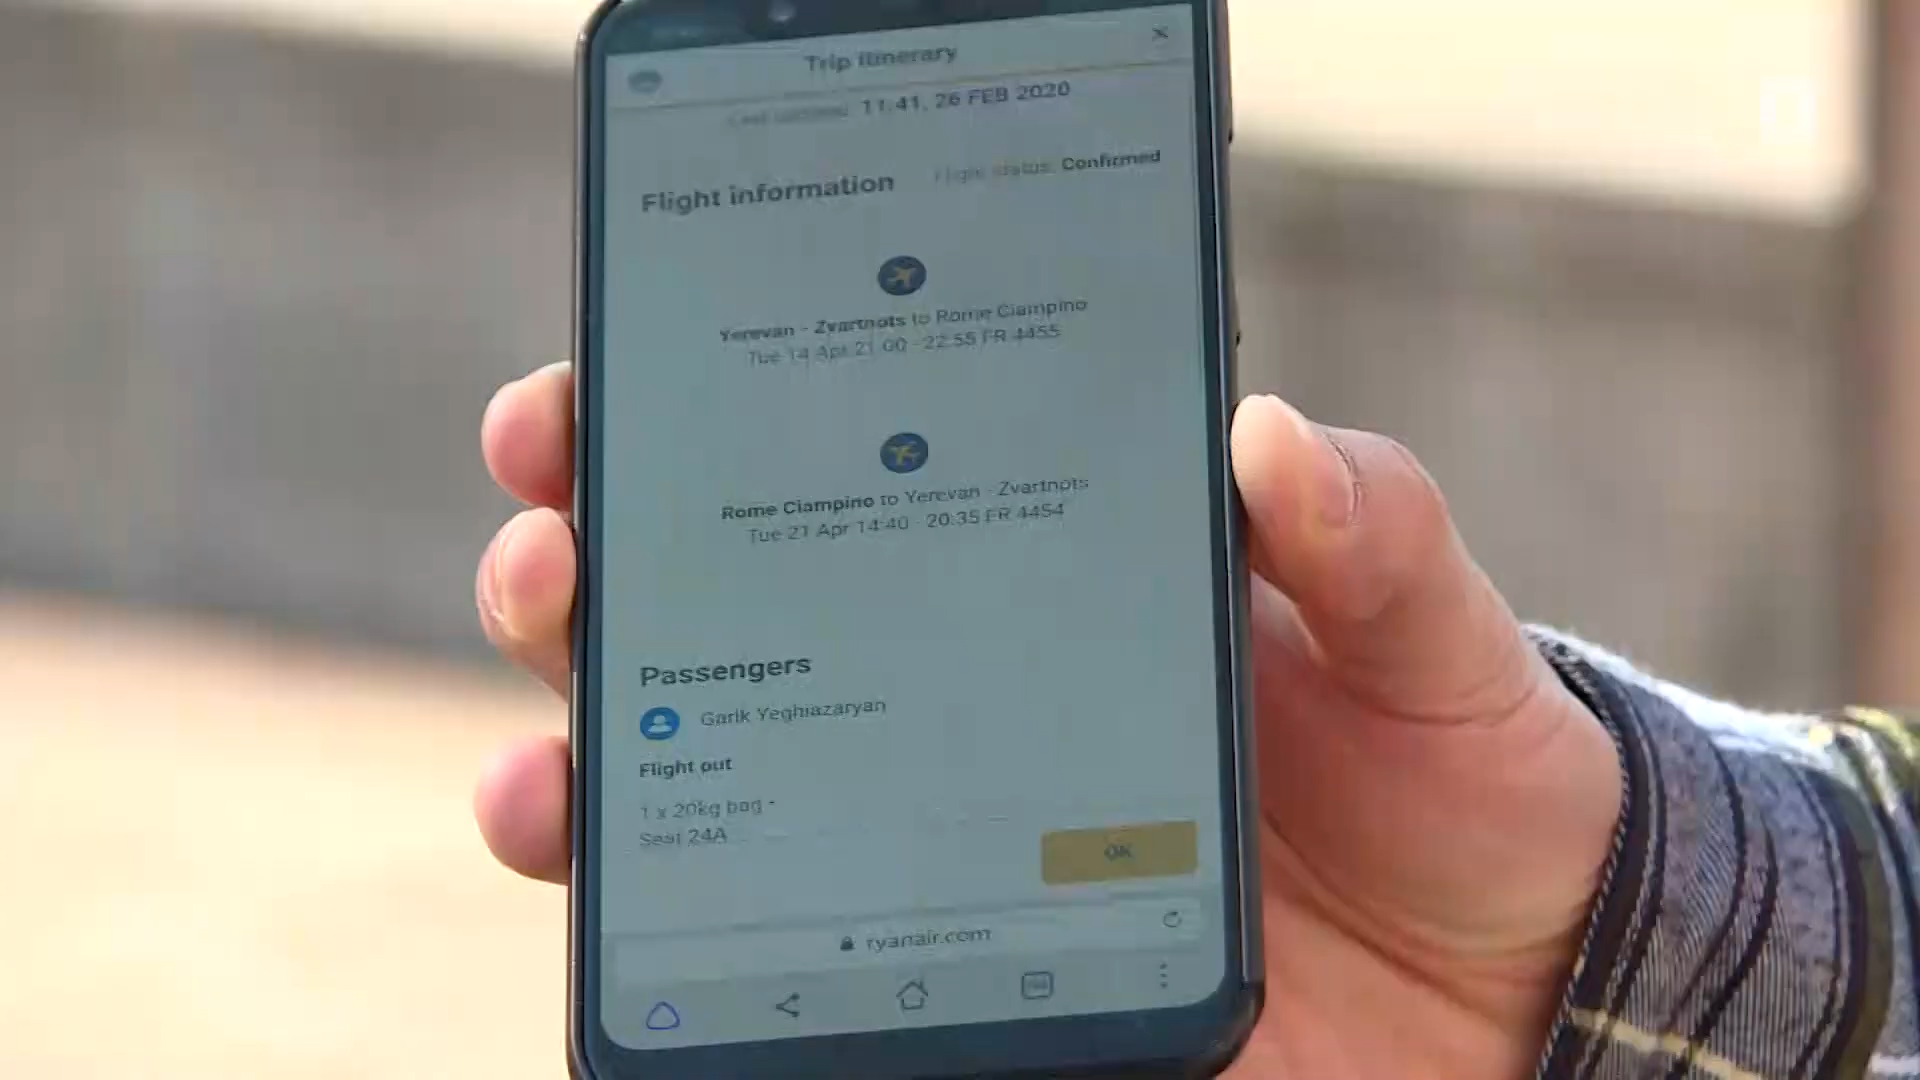 Trip Itinerary
Last updated: 11:41, 26 FEB 2020
Flight information
Flight status: Confirmed
Yerevan - Zvartnots to Rome Ciampino
Tue 14 Apr 21:00 - 22:55 FR 4455
Rome Ciampino to Yerevan - Zvartnots
Tue 21 Apr 14:40 - 20:35 FR 4454
Passengers
Garik Yeghiazaryan
Flight out
1 x 20kg bag -
Seat 24A
OK
ryanair.com